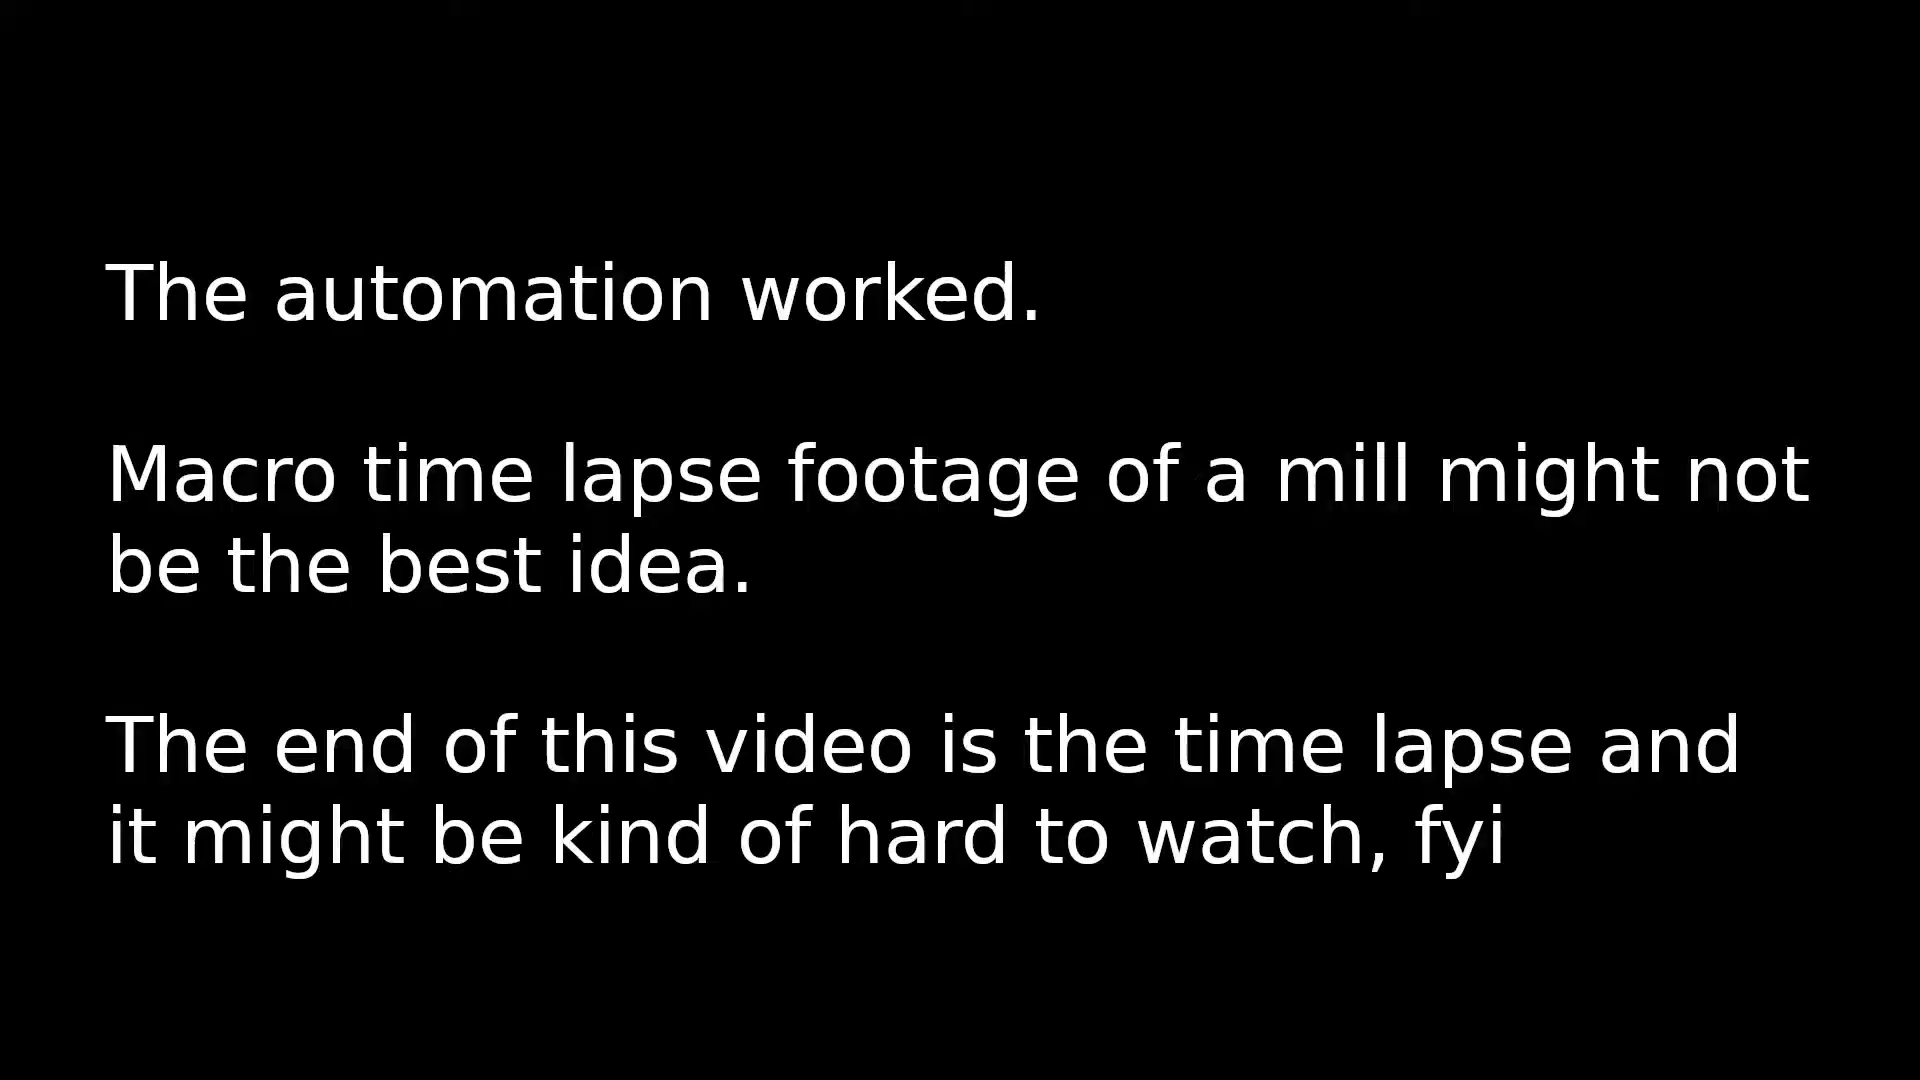 The automation worked.
Macro time lapse footage of a mill might not
be the best idea.
The end of this video is the time lapse and
it might be kind of hard to watch, fyi